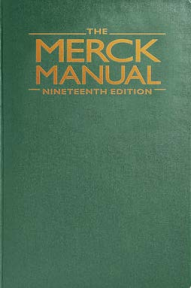 THE
MERCK
MANUAL
NINETEENTH EDITION